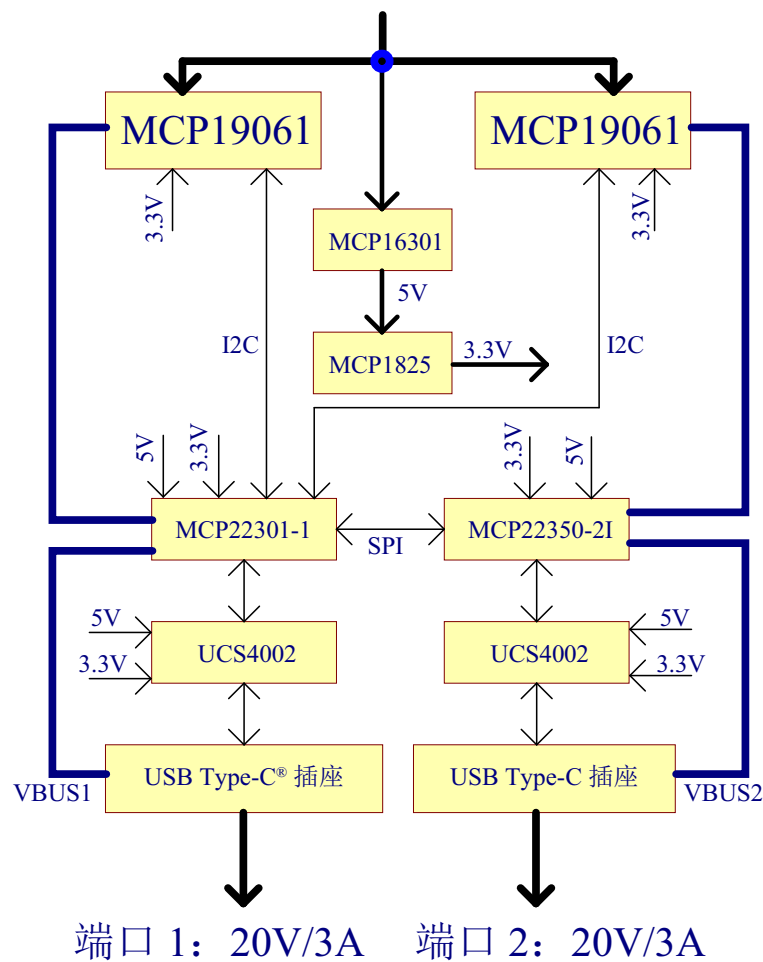 MCP19061
MCP19061
3.3V
3.3V
MCP16301
5V
I2C
MCP1825
3.3V
I2C
5V
3.3V
3.3V
5V
MCP22301-1
SPI
MCP22350-2I
5V
3.3V
UCS4002
UCS4002
5V
3.3V
USB Type-C® 插座
USB Type-C 插座
VBUS1
VBUS2
端口 1：20V/3A
端口 2：20V/3A